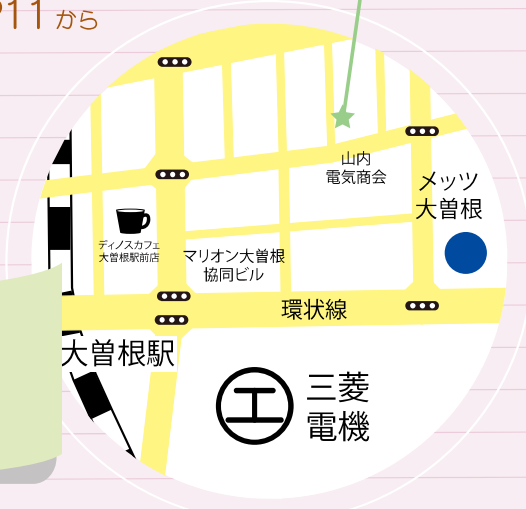 911 から
山内
電気商会
メッツ
大曽根
ディノスカフェ
大曽根駅前店
マリオン大曽根
協同ビル
環状線
大曽根駅
三菱
電機